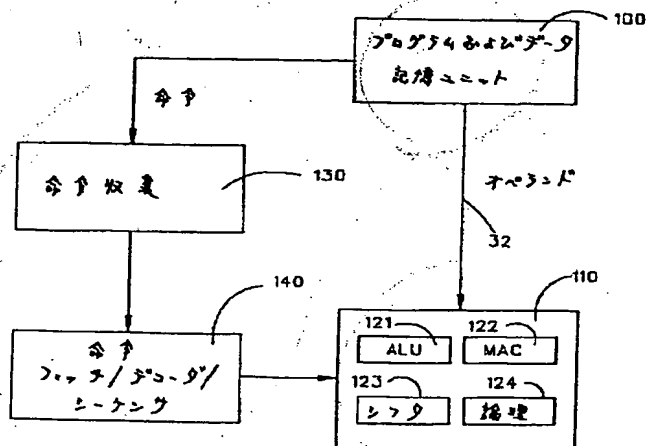 100
プログラムおよびデータ
記憶ユニット
命令
命令
130
オペランド
32
140
110
命令
フェッチ/デコーダ/
シーケンサ
121
122
ALU
MAC
123
124
シフタ
論理